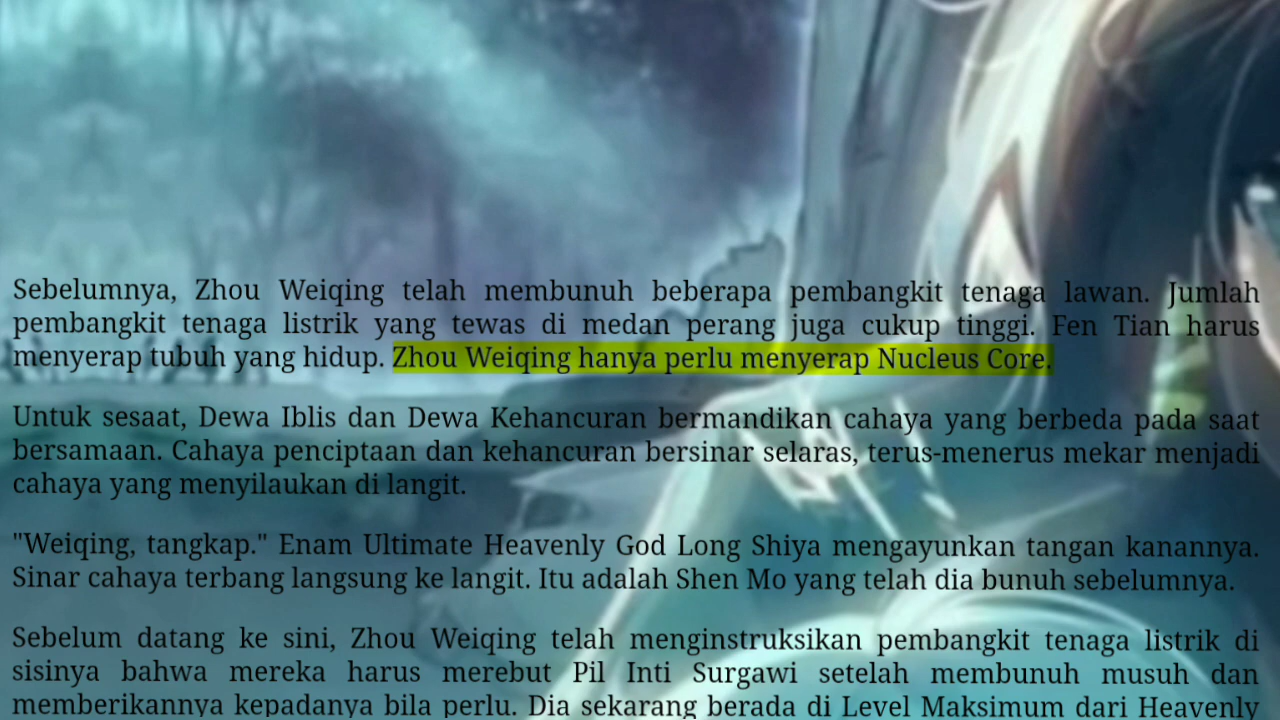 Sebelumnya, Zhou Weiqing telah membunuh beberapa pembangkit tenaga lawan. Jumlah
pembangkit tenaga listrik yang tewas di medan perang juga cukup tinggi. Fen Tian harus
menyerap tubuh yang hidup. Zhou Weiqing hanya perlu menyerap Nucleus Core.
Untuk sesaat, Dewa Iblis dan Dewa Kehancuran bermandikan cahaya yang berbeda pada saat
bersamaan. Cahaya penciptaan dan kehancuran bersinar selaras, terus-menerus mekar menjadi
cahaya yang menyilaukan di langit.
"Weiqing, tangkap." Enam Ultimate Heavenly God Long Shiya mengayunkan tangan kanannya.
Sinar cahaya terbang langsung ke langit. Itu adalah Shen Mo yang telah dia bunuh sebelumnya.
Sebelum datang ke sini, Zhou Weiqing telah menginstruksikan pembangkit tenaga listrik di
sisinya bahwa mereka harus merebut Pil Inti Surgawi setelah membunuh musuh dan
memberikannya kepadanya bila perlu. Dia sekarang berada di Level Maksimum dari Heavenly